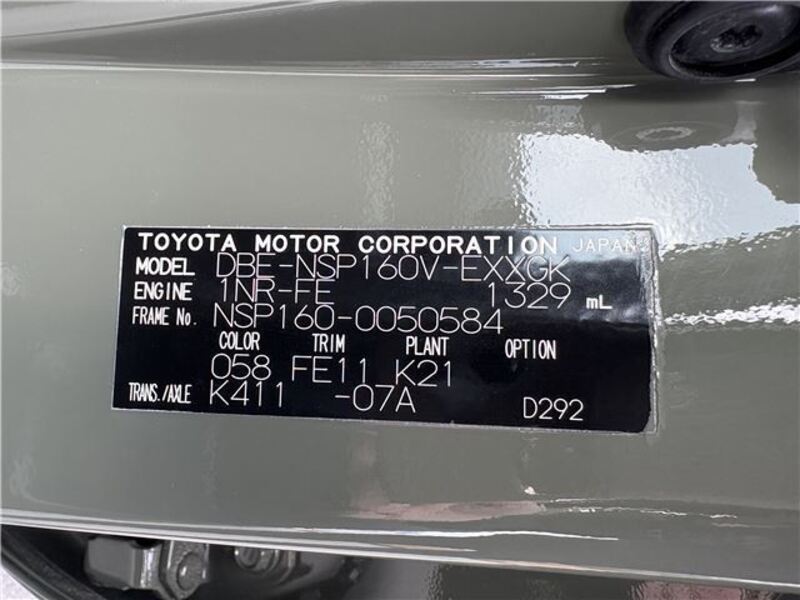 TOYOTA MOTOR CORPORATION JAPAN
MODEL DBE-NSP160V-EXXGK
ENGINE 1NR-FE 1329 mL
FRAME No. NSP160-0050584
COLOR TRIM PLANT OPTION
058 FE11 K21
TRANS./AXLE K411 -07A D292